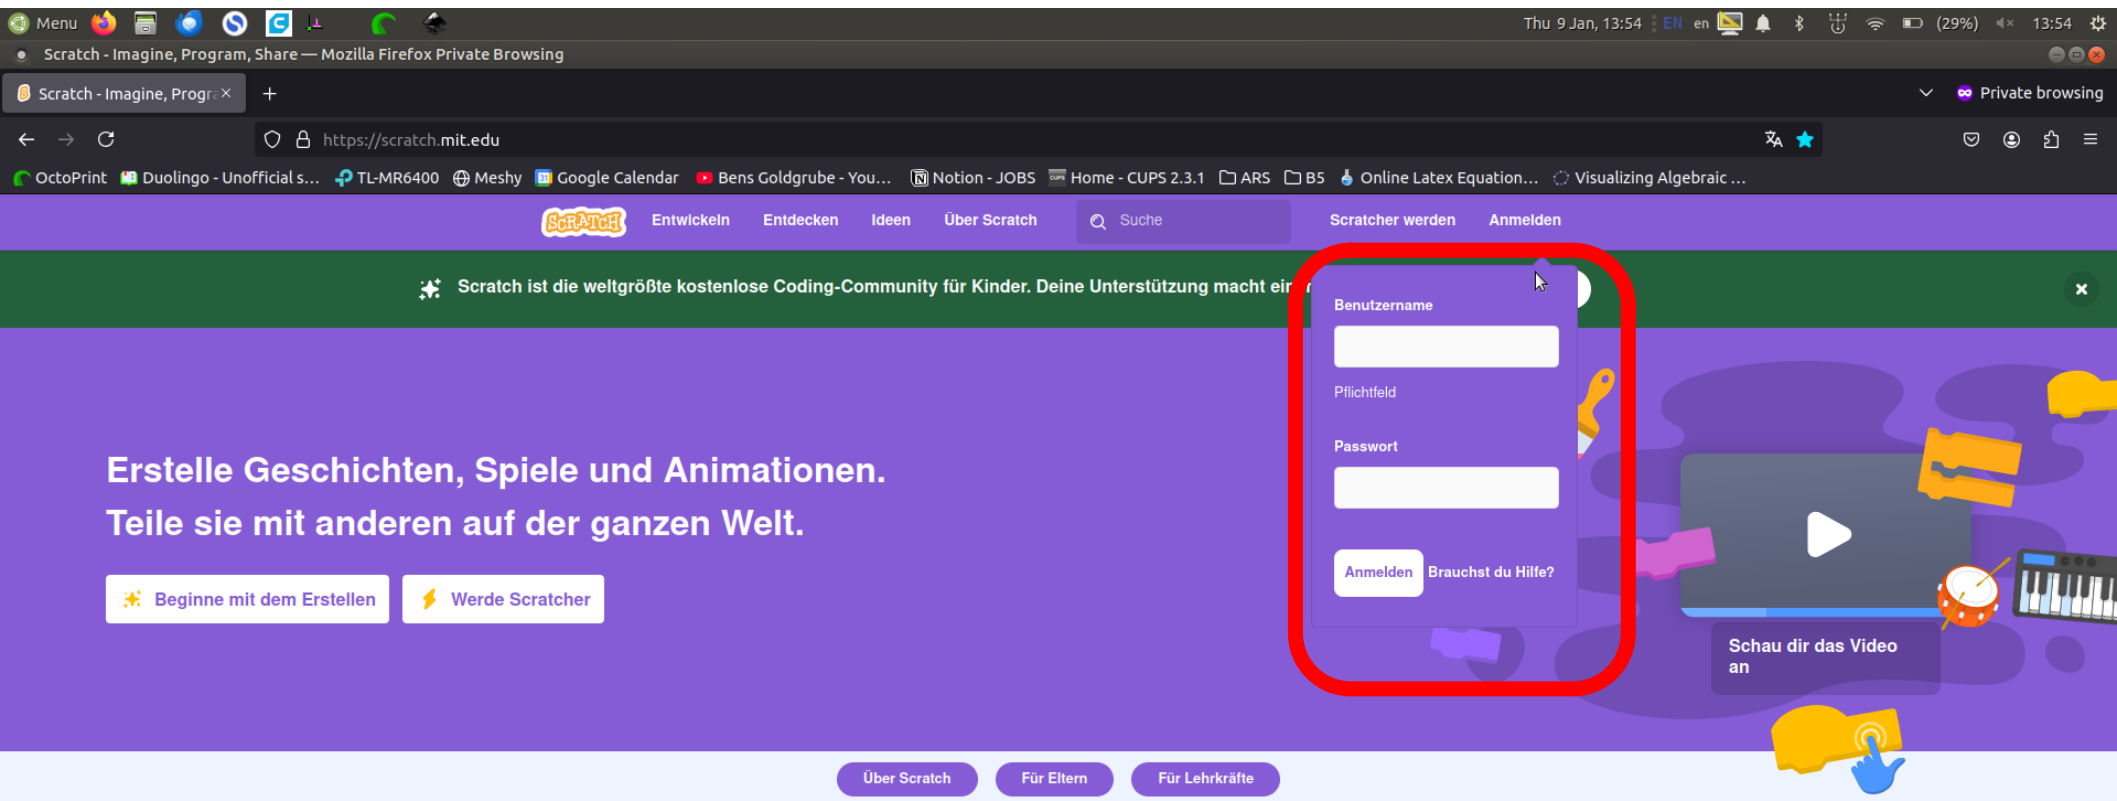 Menu
Thu 9 Jan, 13:54 EN en (29%) 13:54
Scratch - Imagine, Program, Share — Mozilla Firefox Private Browsing
Scratch - Imagine, Progra
Private browsing
https://scratch.mit.edu
OctoPrint Duolingo - Unofficial s... TL-MR6400 Meshy Google Calendar Bens Goldgrube - You... Notion - JOBS Home - CUPS 2.3.1 ARS B5 Online Latex Equation... Visualizing Algebraic ...
SCRATCH Entwickeln Entdecken Ideen Über Scratch Suche Scratcher werden Anmelden
Scratch ist die weltgrößte kostenlose Coding-Community für Kinder. Deine Unterstützung macht
Benutzername
Pflichtfeld
Passwort
Anmelden Brauchst du Hilfe?
Erstelle Geschichten, Spiele und Animationen.
Teile sie mit anderen auf der ganzen Welt.
Beginne mit dem Erstellen Werde Scratcher
Schau dir das Video
an
Über Scratch Für Eltern Für Lehrkräfte